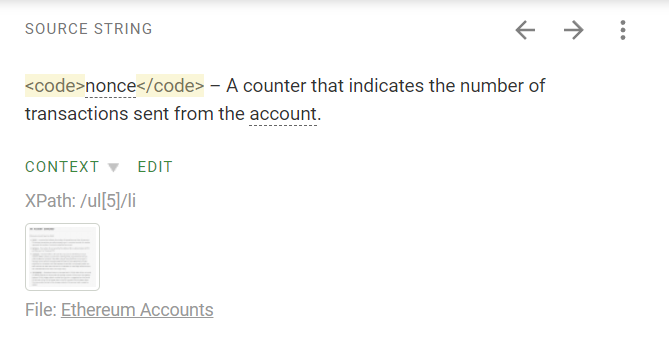 SOURCE STRING
<code>nonce</code> – A counter that indicates the number of
transactions sent from the account.
CONTEXT EDIT
XPath: /ul[5]/li
File: Ethereum Accounts